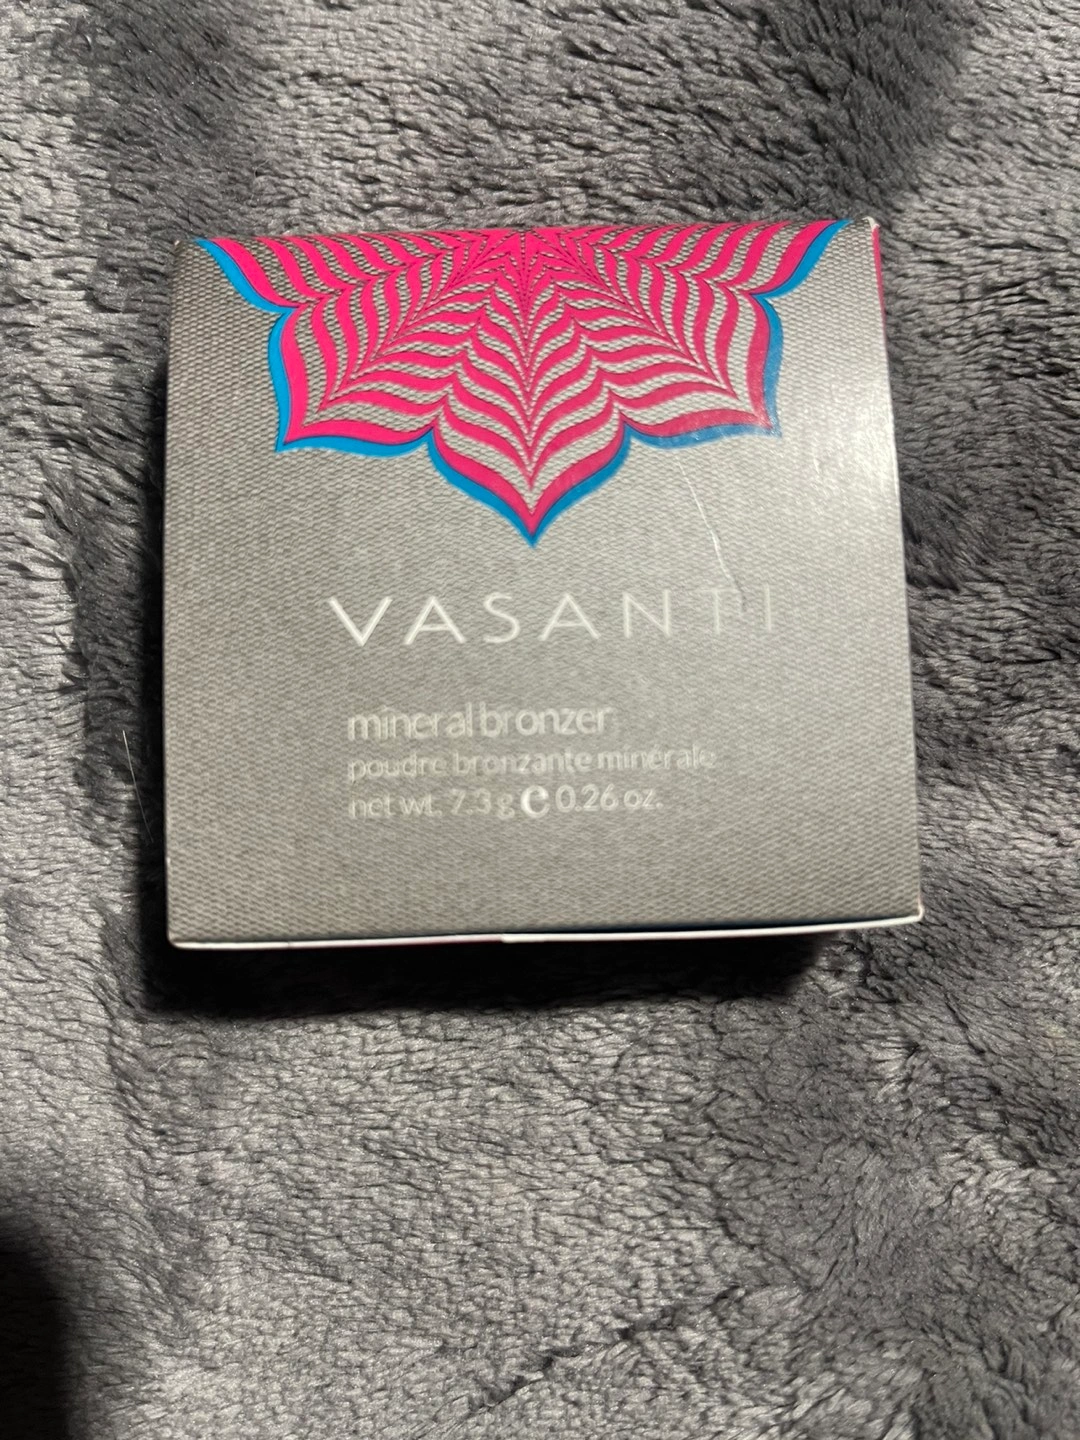 VASANTI
mineral bronzer
poudre bronzante minérale
net wt. 7.3 g e 0.26 oz.